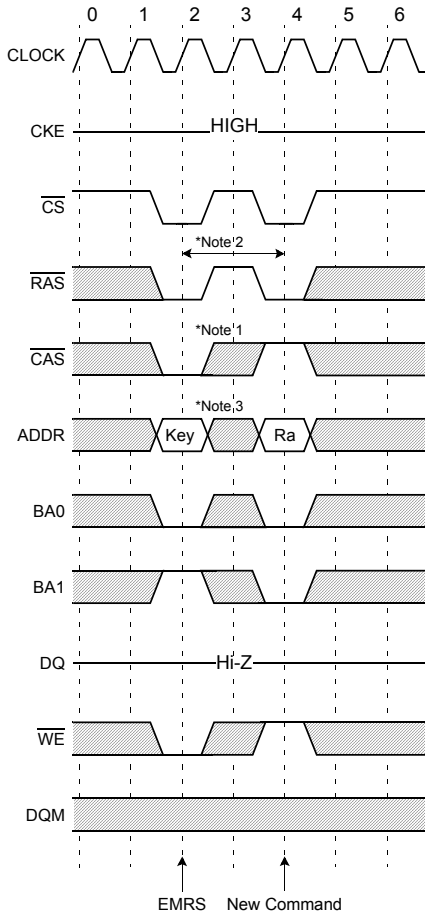 0 1 2 3 4 5 6
CLOCK
CKE HIGH
CS
*Note 2
RAS
*Note 1
CAS
*Note 3
ADDR Key Ra
BA0
BA1
DQ Hi-Z
WE
DQM
EMRS New Command